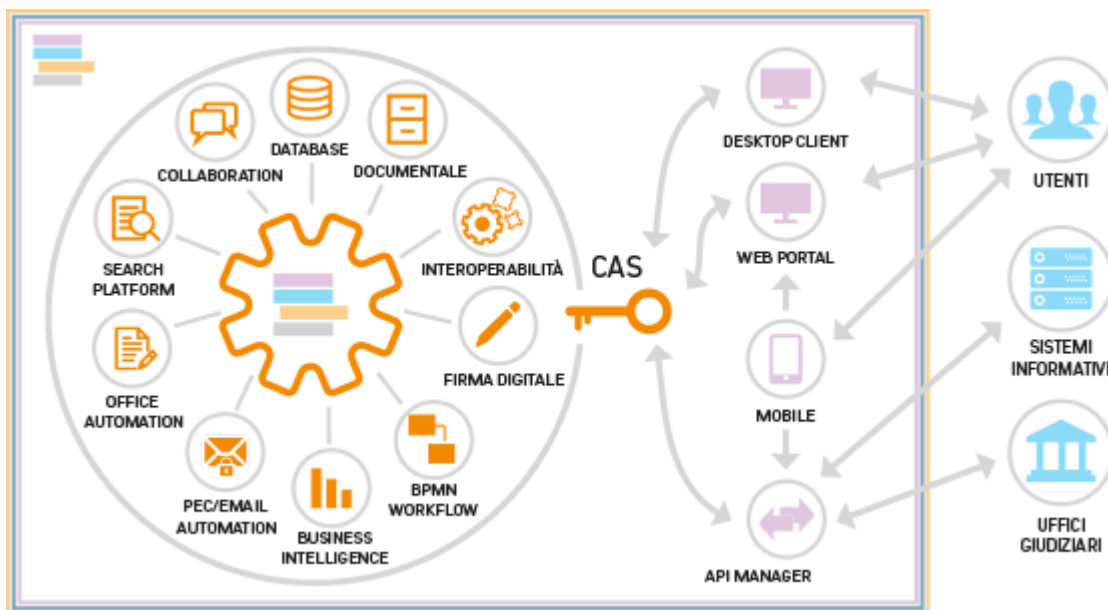 DATABASE
COLLABORATION
DOCUMENTALE
SEARCH
PLATFORM
INTEROPERABILITÀ
OFFICE
AUTOMATION
FIRMA DIGITALE
PEC/EMAIL
AUTOMATION
BUSINESS
INTELLIGENCE
BPMN
WORKFLOW
CAS
DESKTOP CLIENT
WEB PORTAL
MOBILE
API MANAGER
UTENTI
SISTEMI
INFORMATIVI
UFFICI
GIUDIZIARI